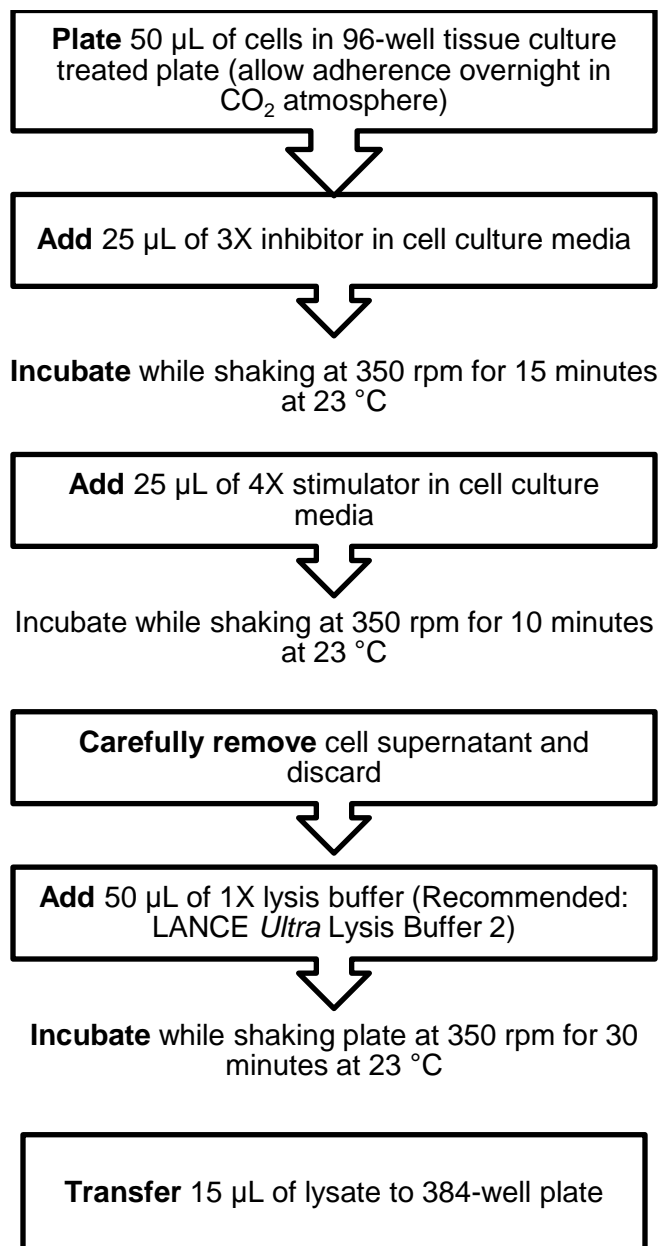 Plate 50 µL of cells in 96-well tissue culture
treated plate (allow adherence overnight in
CO₂ atmosphere)
Add 25 µL of 3X inhibitor in cell culture media
Incubate while shaking at 350 rpm for 15 minutes
at 23 °C
Add 25 µL of 4X stimulator in cell culture
media
Incubate while shaking at 350 rpm for 10 minutes
at 23 °C
Carefully remove cell supernatant and
discard
Add 50 µL of 1X lysis buffer (Recommended:
LANCE Ultra Lysis Buffer 2)
Incubate while shaking plate at 350 rpm for 30
minutes at 23 °C
Transfer 15 µL of lysate to 384-well plate